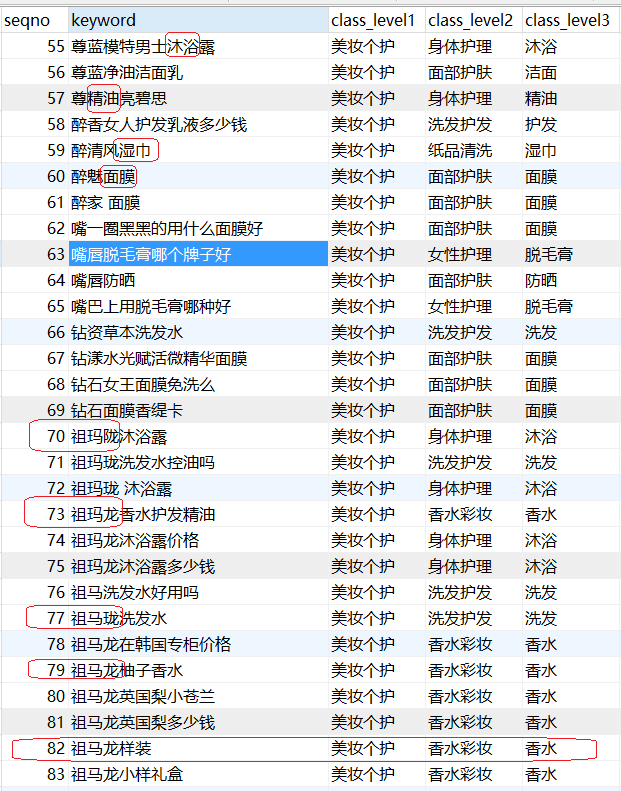 seqno keyword class_level1 class_level2 class_level3
55 尊蓝模特男士沐浴露 美妆个护 身体护理 沐浴
56 尊蓝净油洁面乳 美妆个护 面部护肤 洁面
57 尊精油亮碧思 美妆个护 身体护理 精油
58 醉香女人护发乳液多少钱 美妆个护 洗发护发 护发
59 醉清风湿巾 美妆个护 纸品清洗 湿巾
60 醉魅面膜 美妆个护 面部护肤 面膜
61 醉家 面膜 美妆个护 面部护肤 面膜
62 嘴一圈黑黑的用什么面膜好 美妆个护 面部护肤 面膜
63 嘴唇脱毛膏哪个牌子好 美妆个护 女性护理 脱毛膏
64 嘴唇防晒 美妆个护 面部护肤 防晒
65 嘴巴上用脱毛膏哪种好 美妆个护 女性护理 脱毛膏
66 钻资草本洗发水 美妆个护 洗发护发 洗发
67 钻漾水光赋活微精华面膜 美妆个护 面部护肤 面膜
68 钻石女王面膜免洗么 美妆个护 面部护肤 面膜
69 钻石面膜香缇卡 美妆个护 面部护肤 面膜
70 祖玛陇沐浴露 美妆个护 身体护理 沐浴
71 祖玛珑洗发水控油吗 美妆个护 洗发护发 洗发
72 祖玛珑 沐浴露 美妆个护 身体护理 沐浴
73 祖玛龙香水护发精油 美妆个护 香水彩妆 香水
74 祖玛龙沐浴露价格 美妆个护 身体护理 沐浴
75 祖玛龙沐浴露多少钱 美妆个护 身体护理 沐浴
76 祖马洗发水好用吗 美妆个护 洗发护发 洗发
77 祖马珑洗发水 美妆个护 洗发护发 洗发
78 祖马龙在韩国专柜价格 美妆个护 香水彩妆 香水
79 祖马龙柚子香水 美妆个护 香水彩妆 香水
80 祖马龙英国梨小苍兰 美妆个护 香水彩妆 香水
81 祖马龙英国梨多少钱 美妆个护 香水彩妆 香水
82 祖马龙样装 美妆个护 香水彩妆 香水
83 祖马龙小样礼盒 美妆个护 香水彩妆 香水